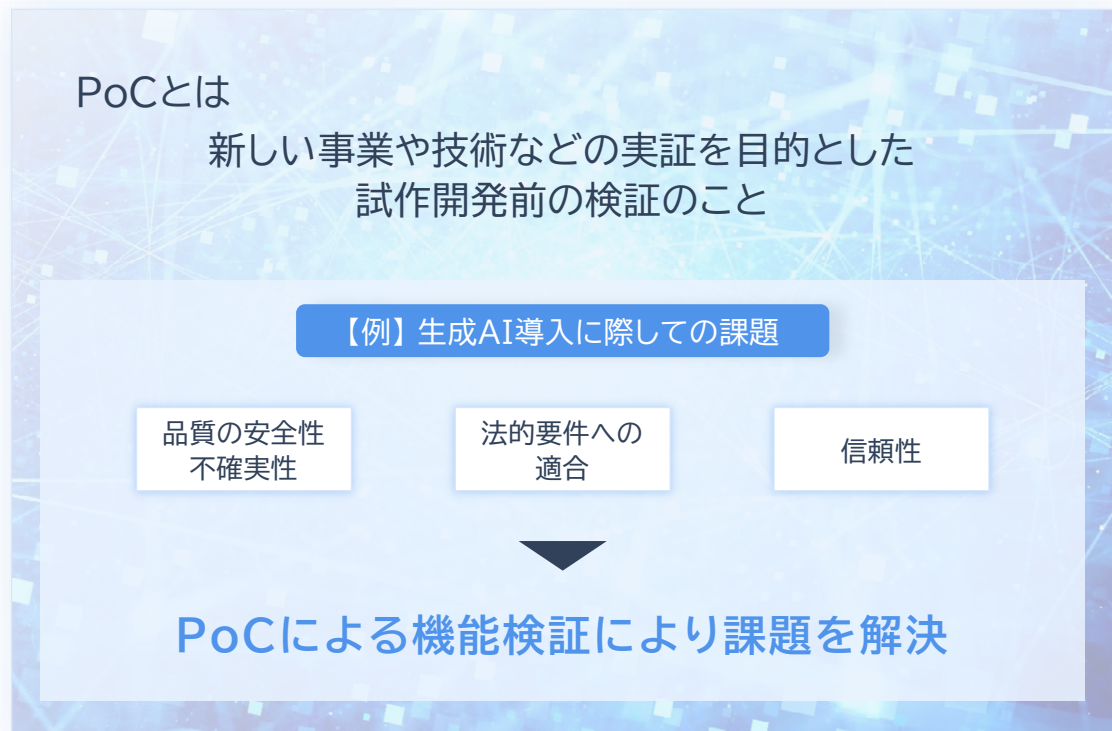 PoCとは
新しい事業や技術などの実証を目的とした
試作開発前の検証のこと
【例】生成AI導入に際しての課題
品質の安全性
不確実性
法的要件への
適合
信頼性
PoCによる機能検証により課題を解決